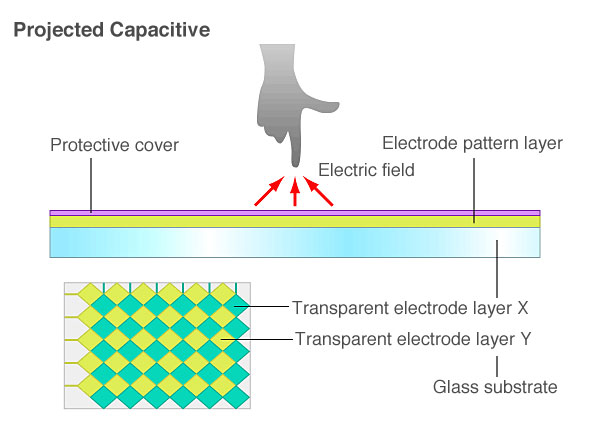 Projected Capacitive
Protective cover
Electrode pattern layer
Electric field
Transparent electrode layer X
Transparent electrode layer Y
Glass substrate